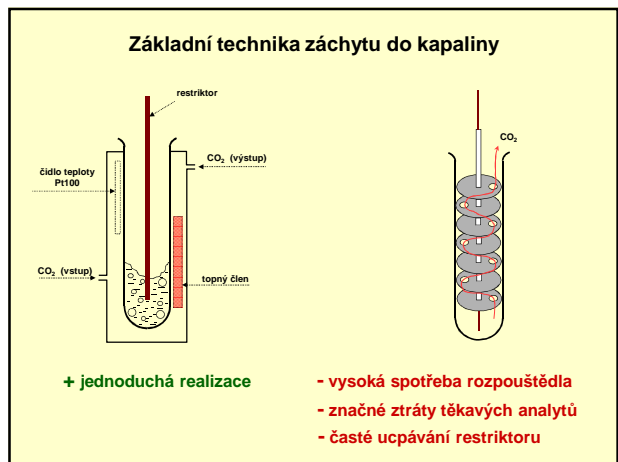 Základní technika záchytu do kapaliny
restriktor
CO₂
CO₂ (výstup)
čidlo teploty
Pt100
CO₂ (vstup)
topný člen
+ jednoduchá realizace
- vysoká spotřeba rozpouštědla
- značné ztráty těkavých analytů
- časté ucpávání restriktoru